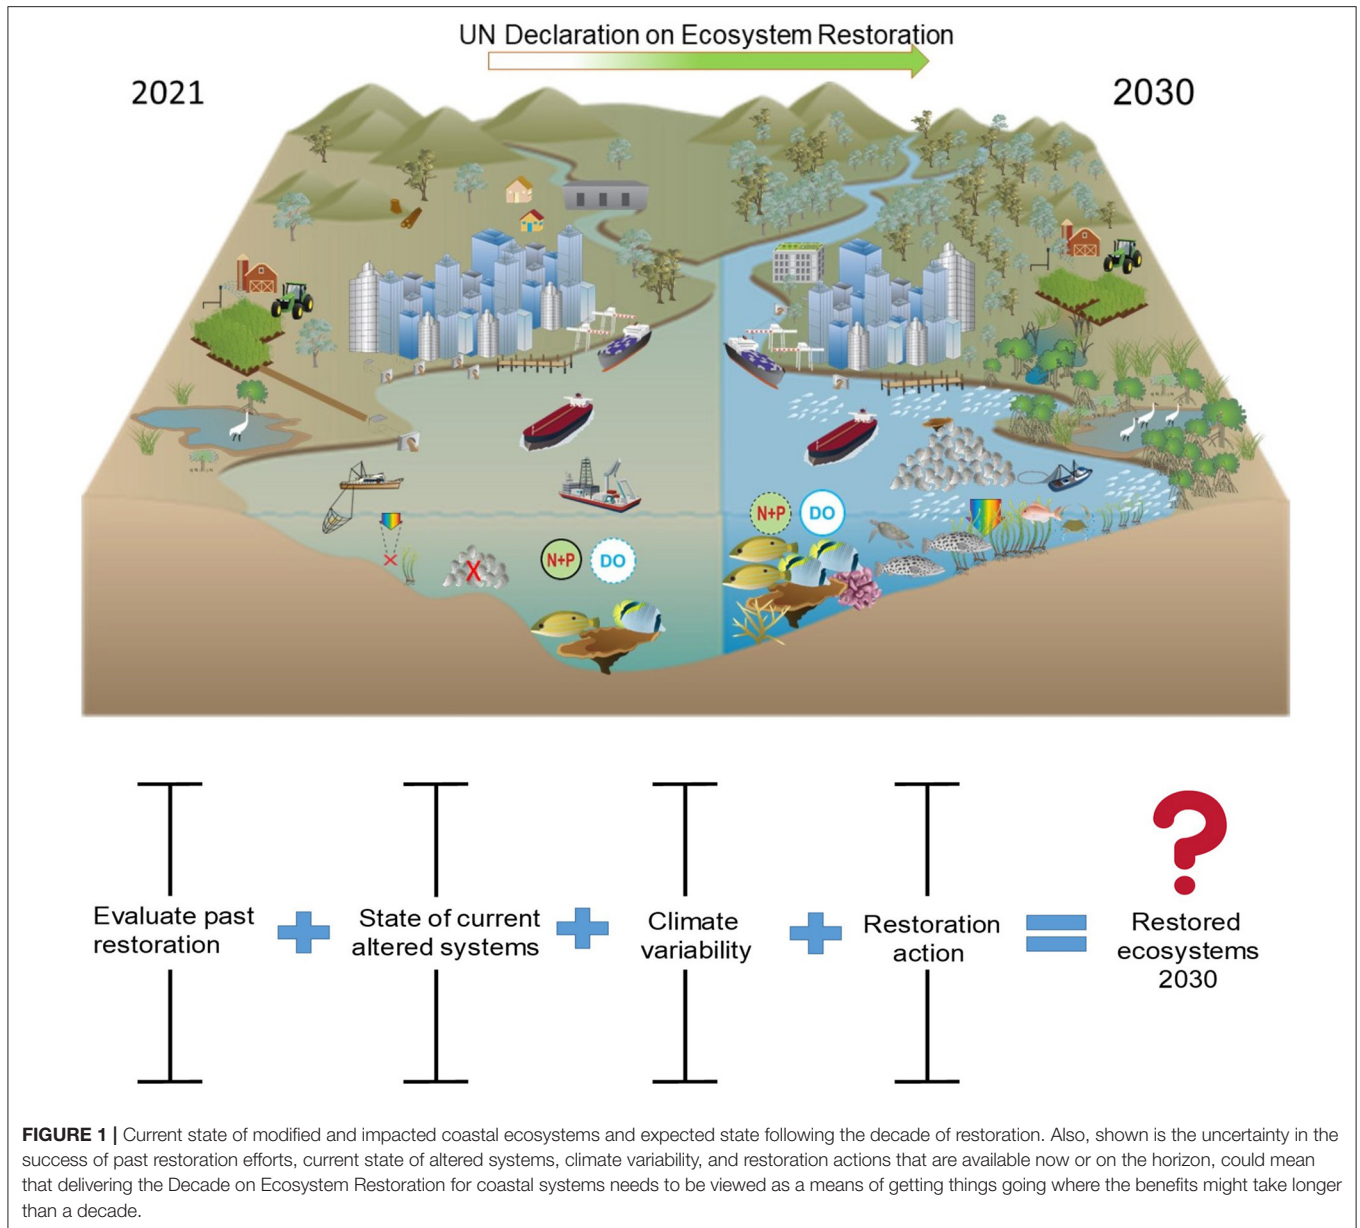 UN Declaration on Ecosystem Restoration
2021
2030
N+P
DO
N+P
DO
Evaluate past
restoration
State of current
altered systems
Climate
variability
Restoration
action
Restored
ecosystems
2030
FIGURE 1 | Current state of modified and impacted coastal ecosystems and expected state following the decade of restoration. Also, shown is the uncertainty in the
success of past restoration efforts, current state of altered systems, climate variability, and restoration actions that are available now or on the horizon, could mean
that delivering the Decade on Ecosystem Restoration for coastal systems needs to be viewed as a means of getting things going where the benefits might take longer
than a decade.